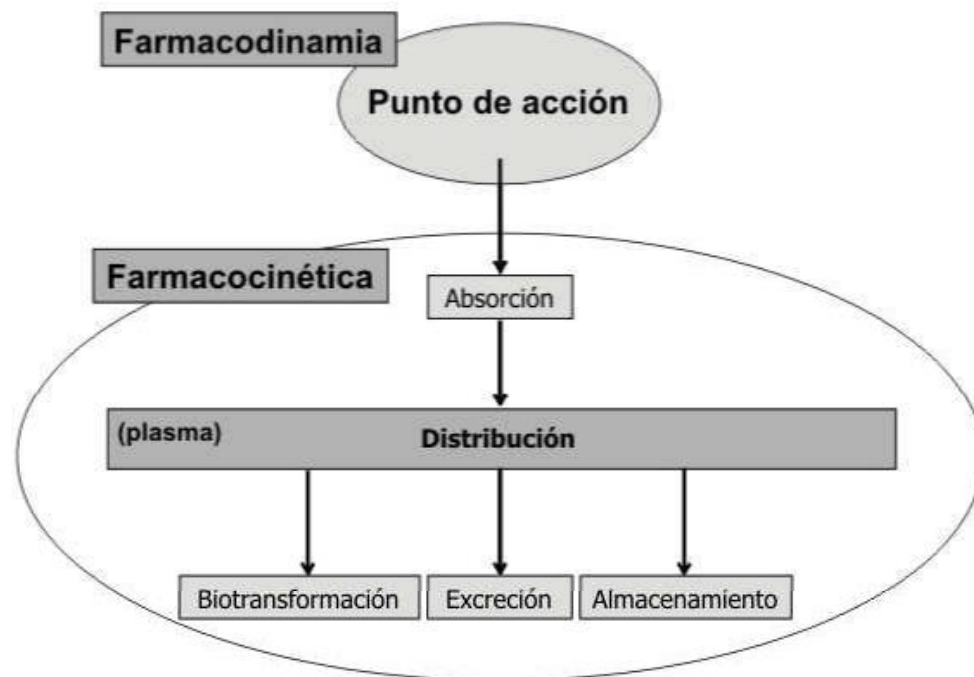 Farmacodinamia
Punto de acción
Farmacocinética
Absorción
(plasma) Distribución
Biotransformación Excreción Almacenamiento